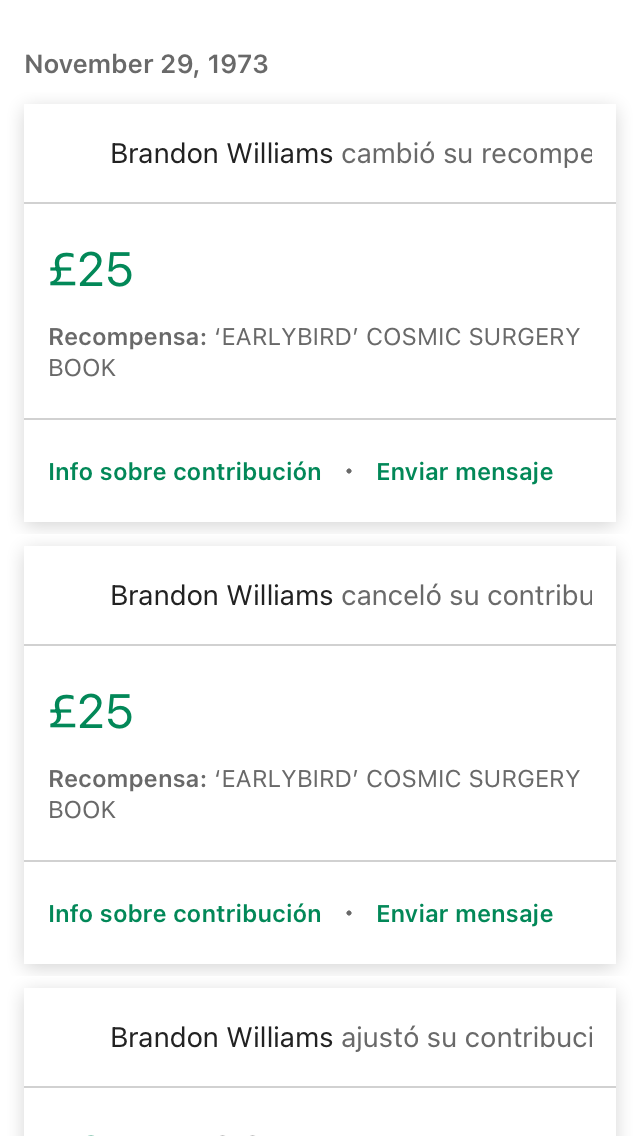 November 29, 1973
Brandon Williams cambió su recompe
£25
Recompensa: ‘EARLYBIRD’ COSMIC SURGERY
BOOK
Info sobre contribución • Enviar mensaje
Brandon Williams canceló su contribu
£25
Recompensa: ‘EARLYBIRD’ COSMIC SURGERY
BOOK
Info sobre contribución • Enviar mensaje
Brandon Williams ajustó su contribuci